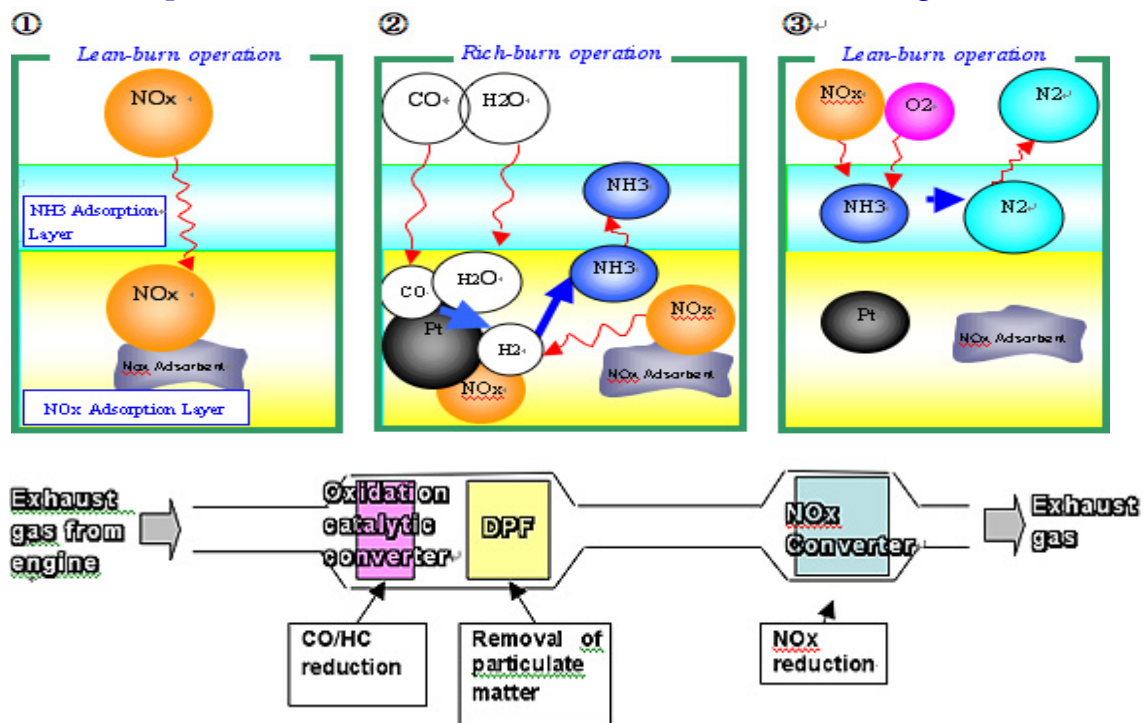 ① ② ③
Lean-burn operation
NOx
NH3 Adsorption
Layer
NOx
Nox Adsorbent
NOx Adsorption Layer
Rich-burn operation
CO H2O
NH3
NH3
CO H2O
Pt
H2
NOx
NOx
NOx Adsorbent
Lean-burn operation
NOx O2 N2
NH3 N2
Pt
NOx Adsorbent
Exhaust
gas from
engine
Oxidation
catalytic
converter
DPF
NOx
Converter
Exhaust
gas
CO/HC
reduction
Removal of
particulate
matter
NOx
reduction